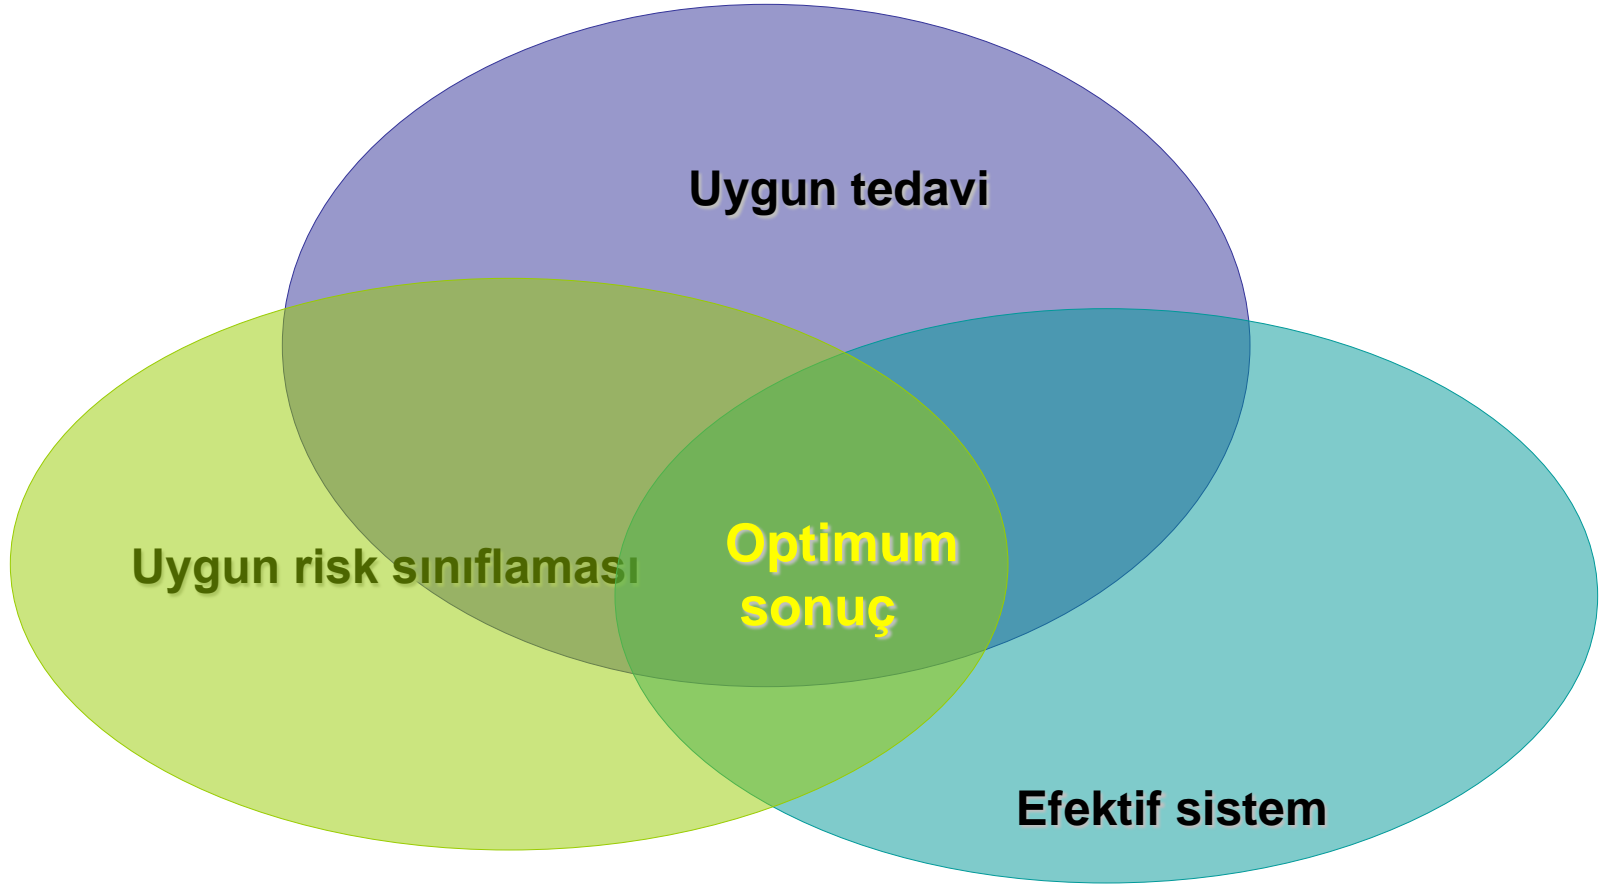 Uygun tedavi
Uygun risk sınıflaması
Optimum
sonuç
Efektif sistem